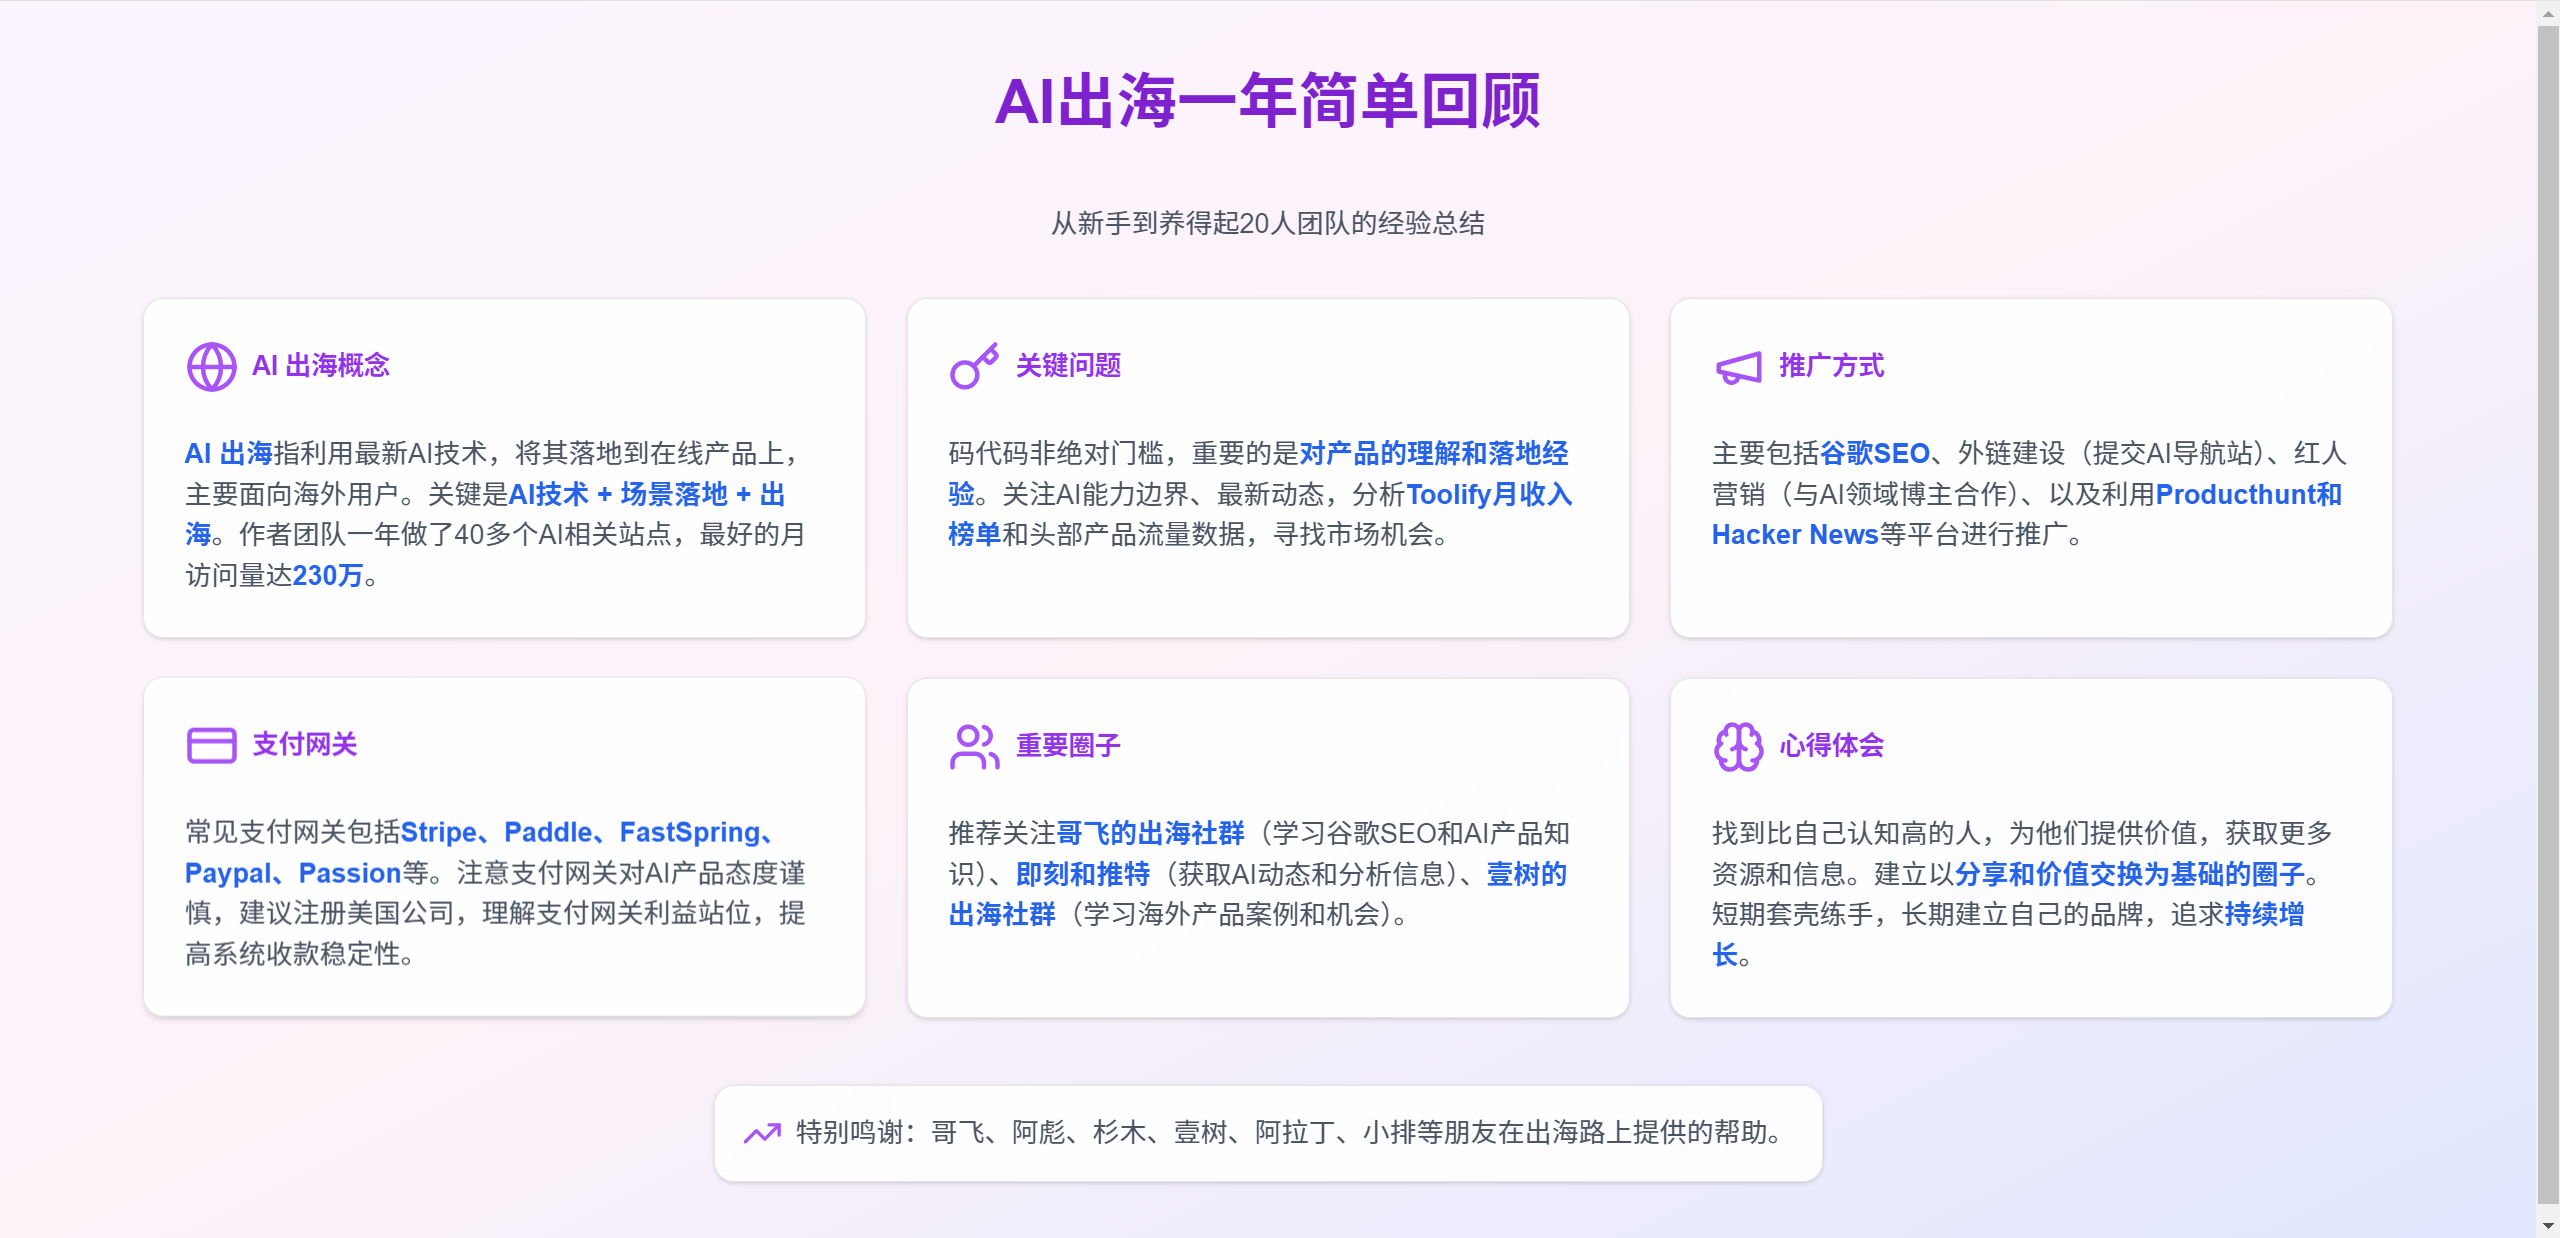 AI出海一年简单回顾
从新手到养得起20人团队的经验总结
AI 出海概念
AI 出海指利用最新AI技术，将其落地到在线产品上，
主要面向海外用户。关键是AI技术 + 场景落地 + 出
海。作者团队一年做了40多个AI相关站点，最好的月
访问量达230万。
关键问题
码代码非绝对门槛，重要的是对产品的理解和落地经
验。关注AI能力边界、最新动态，分析Toolify月收入
榜单和头部产品流量数据，寻找市场机会。
推广方式
主要包括谷歌SEO、外链建设（提交AI导航站）、红人
营销（与AI领域博主合作）、以及利用Producthunt和
Hacker News等平台进行推广。
支付网关
常见支付网关包括Stripe、Paddle、FastSpring、
Paypal、Passion等。注意支付网关对AI产品态度谨
慎，建议注册美国公司，理解支付网关利益站位，提
高系统收款稳定性。
重要圈子
推荐关注哥飞的出海社群（学习谷歌SEO和AI产品知
识）、即刻和推特（获取AI动态和分析信息）、壹树的
出海社群（学习海外产品案例和机会）。
心得体会
找到比自己认知高的人，为他们提供价值，获取更多
资源和信息。建立以分享和价值交换为基础的圈子。
短期套壳练手，长期建立自己的品牌，追求持续增
长。
特别鸣谢：哥飞、阿彪、杉木、壹树、阿拉丁、小排等朋友在出海路上提供的帮助。